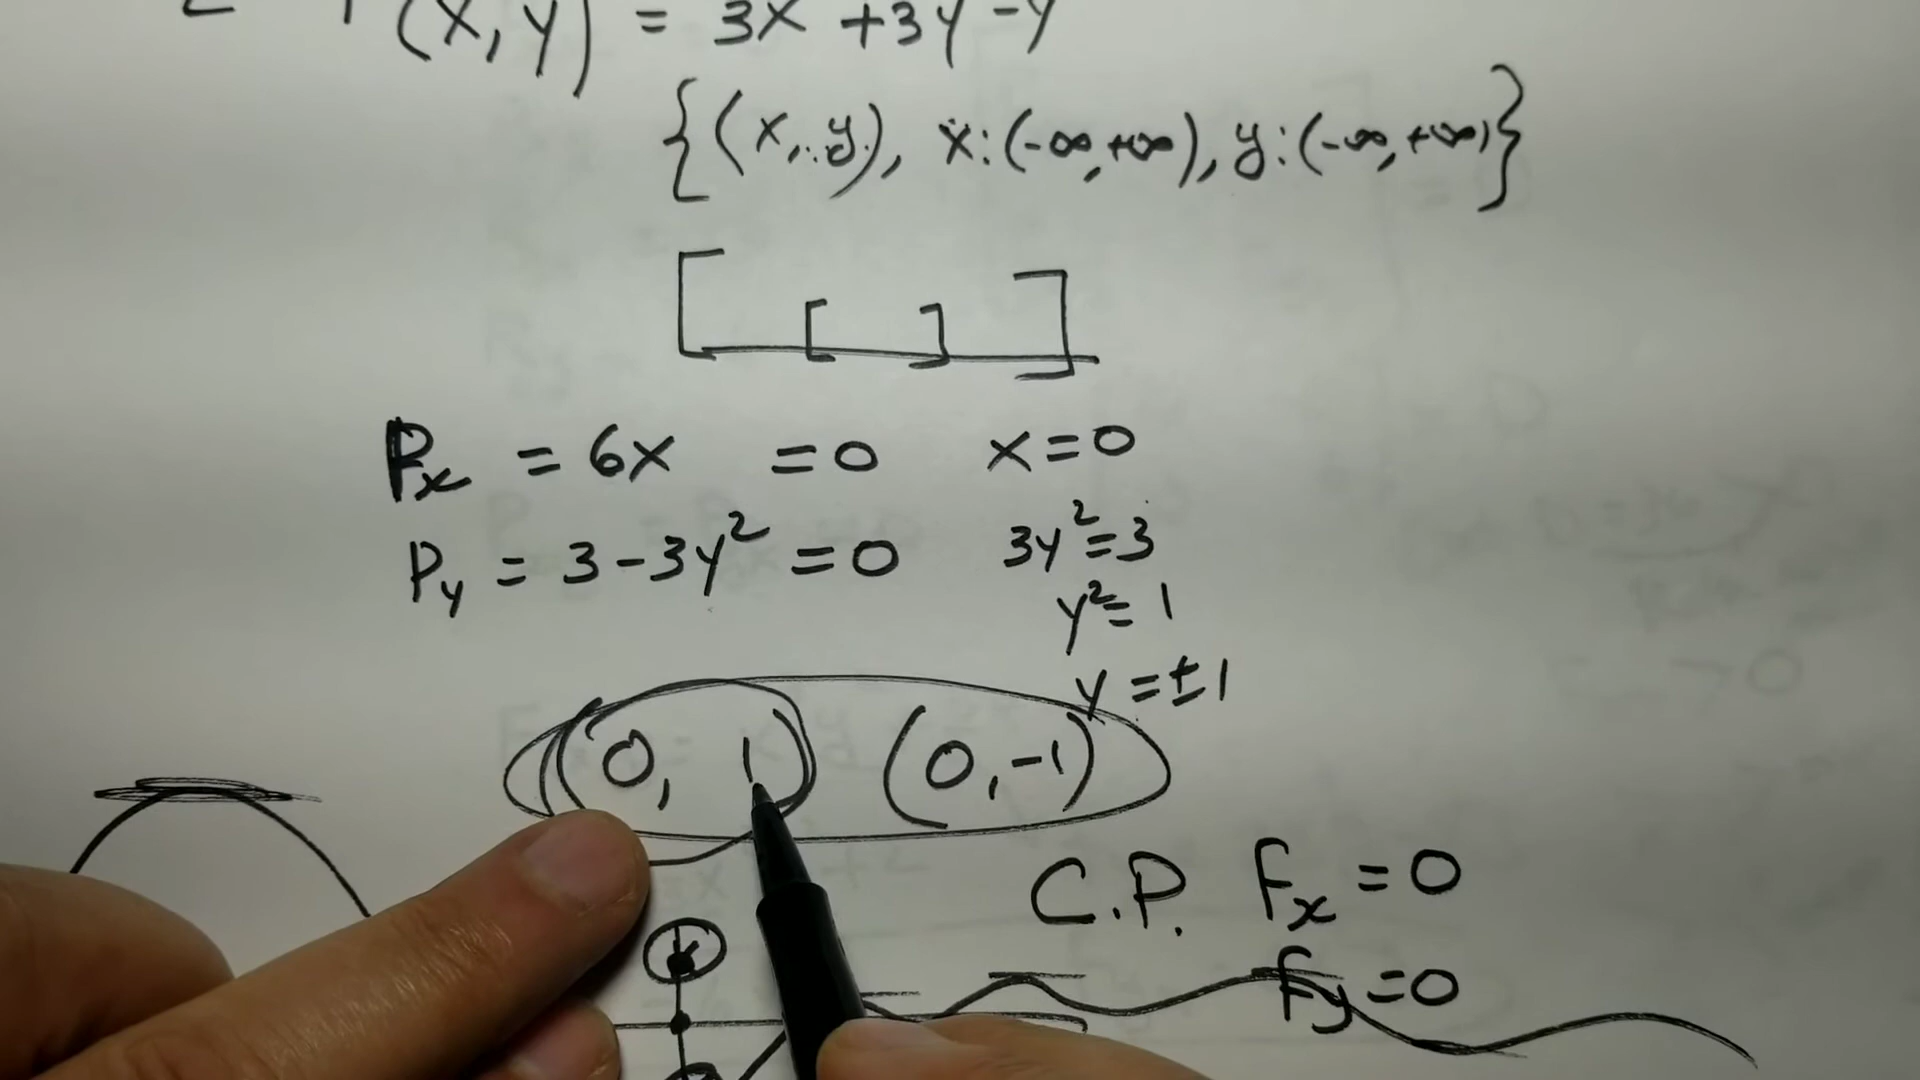 (x, y) = 3x + 3y - y
{(x, y), x: (-∞, +∞), y: (-∞, +∞)}
[ [ ] ]
Px = 6x = 0 x = 0
Py = 3 - 3y² = 0 3y² = 3
y² = 1
y = ±1
(0, 1) (0, -1)
C.P. Fx = 0
Fy = 0